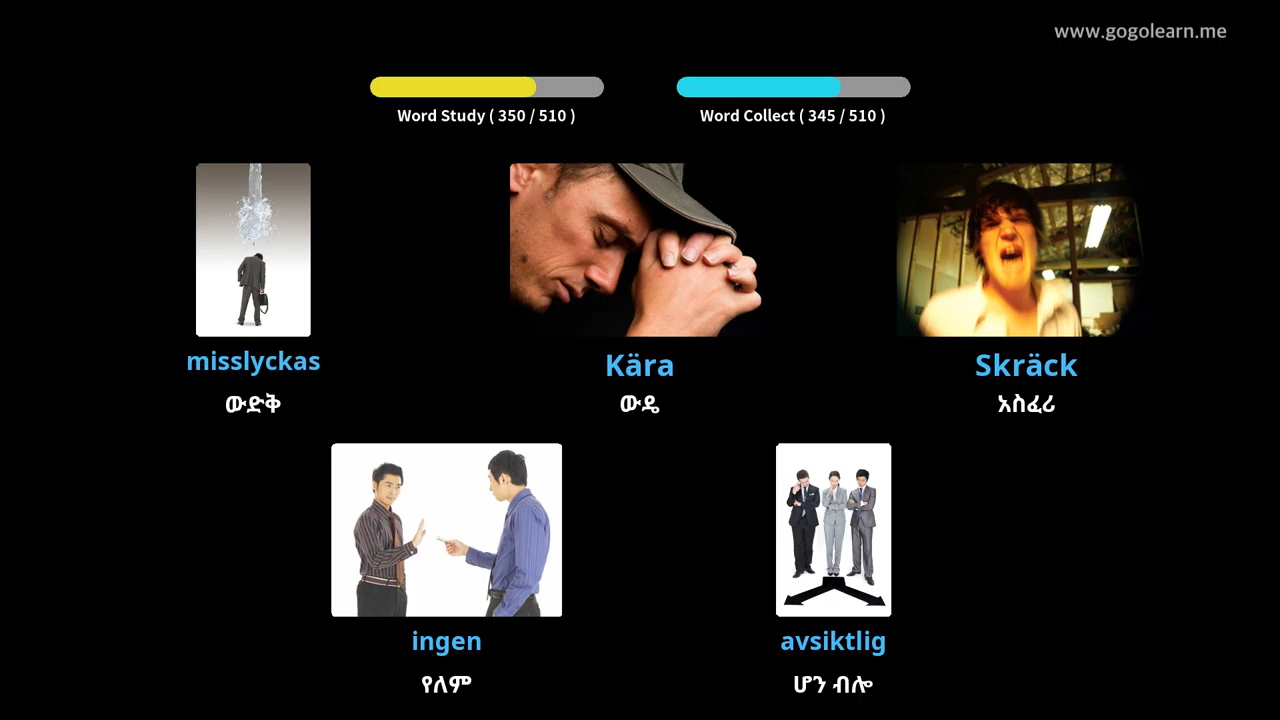 www.gogolearn.me
Word Study ( 350 / 510 )
Word Collect ( 345 / 510 )
misslyckas
ውድቅ
Kära
ውዴ
Skräck
አስፈሪ
ingen
የለም
avsiktlig
ሆን ብሎ